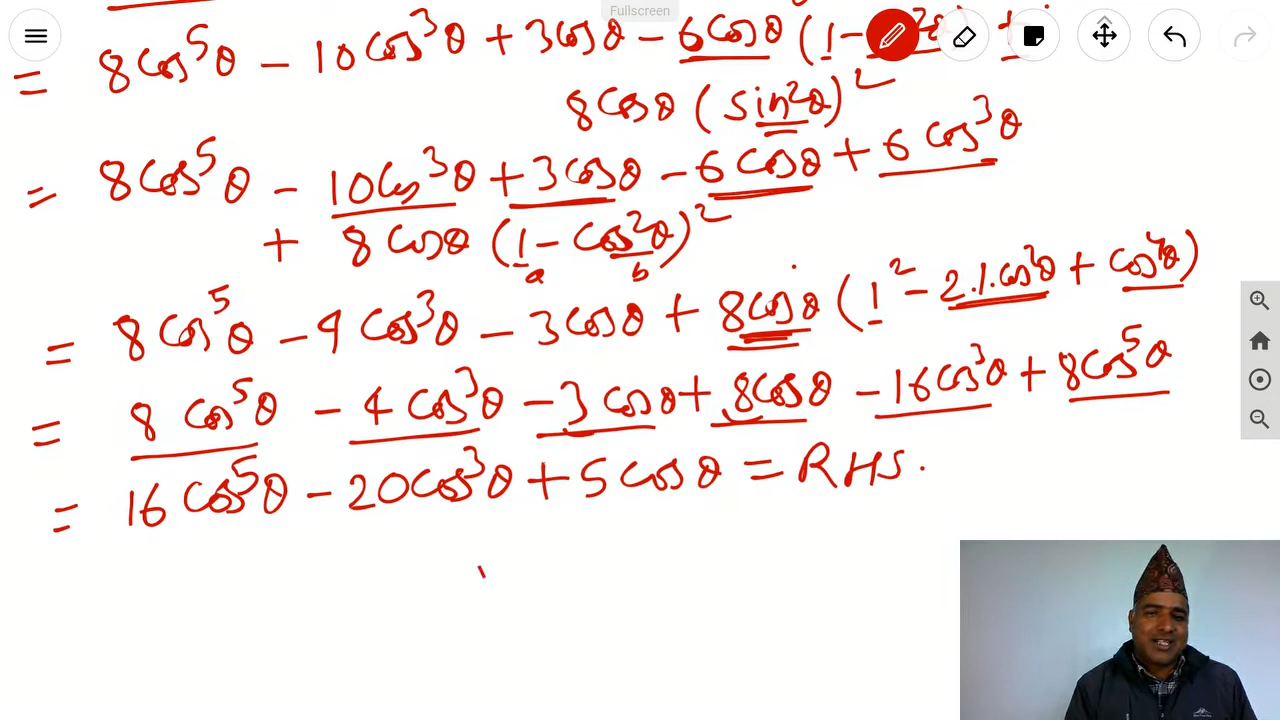 Fullscreen
= 8cos⁵θ - 10cos³θ + 3cosθ - 6cosθ (1 -
8cosθ (sin²θ)²
= 8cos⁵θ - 10cos³θ + 3cosθ - 6cosθ + 6cos³θ
+ 8cosθ (1 - cos²θ)²
a b
= 8cos⁵θ - 4cos³θ - 3cosθ + 8cosθ (1² - 2.1.cos²θ + cos⁴θ)
= 8cos⁵θ - 4cos³θ - 3cosθ + 8cosθ - 16cos³θ + 8cos⁵θ
= 16cos⁵θ - 20cos³θ + 5cosθ = RHS.